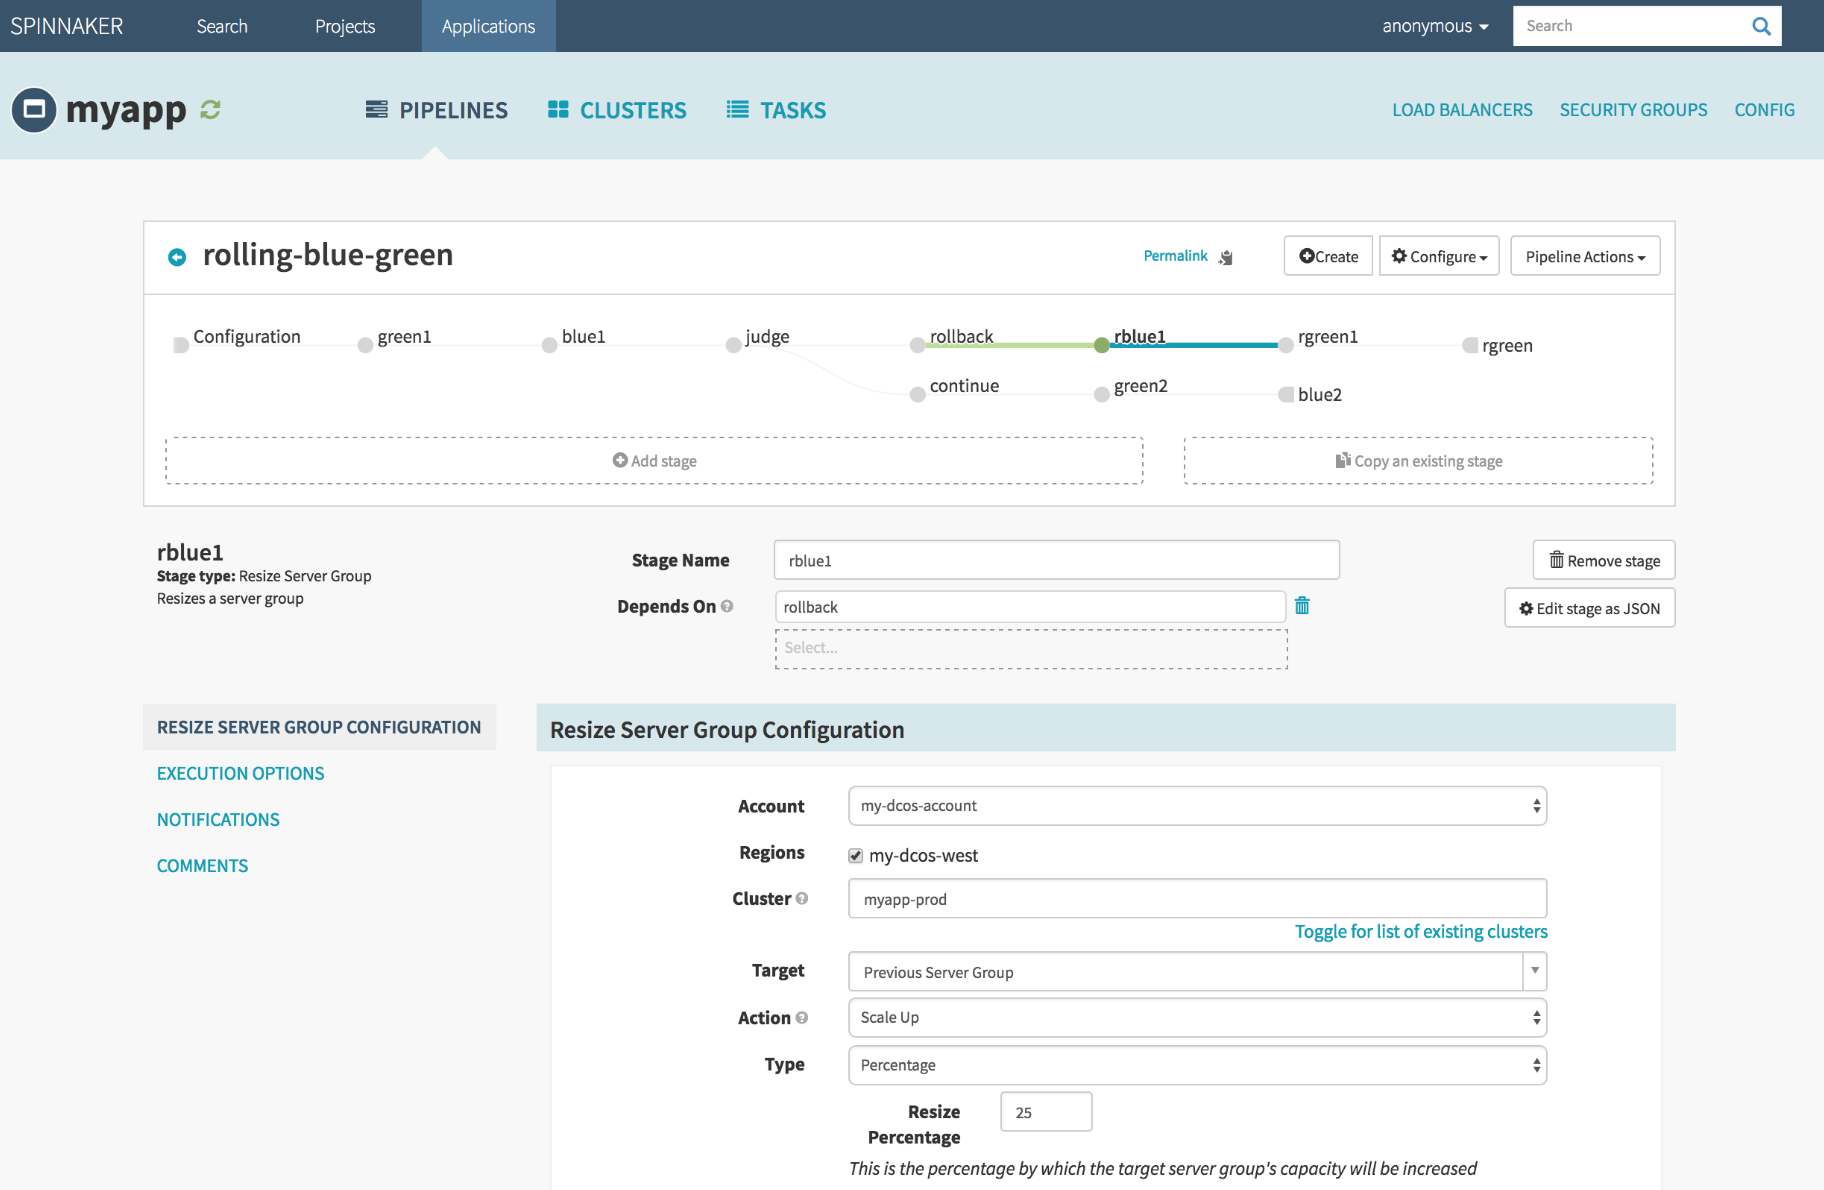 SPINNAKER Search Projects Applications anonymous Search
myapp PIPELINES CLUSTERS TASKS LOAD BALANCERS SECURITY GROUPS CONFIG
rolling-blue-green Permalink Create Configure Pipeline Actions
Configuration green1 blue1 judge rollback rblue1 rgreen1 rgreen
continue green2 blue2
Add stage Copy an existing stage
rblue1
Stage type: Resize Server Group
Resizes a server group
Stage Name rblue1 Remove stage
Depends On rollback Edit stage as JSON
Select...
RESIZE SERVER GROUP CONFIGURATION
EXECUTION OPTIONS
NOTIFICATIONS
COMMENTS
Resize Server Group Configuration
Account my-dcos-account
Regions my-dcos-west
Cluster myapp-prod
Toggle for list of existing clusters
Target Previous Server Group
Action Scale Up
Type Percentage
Resize 25
Percentage
This is the percentage by which the target server group's capacity will be increased